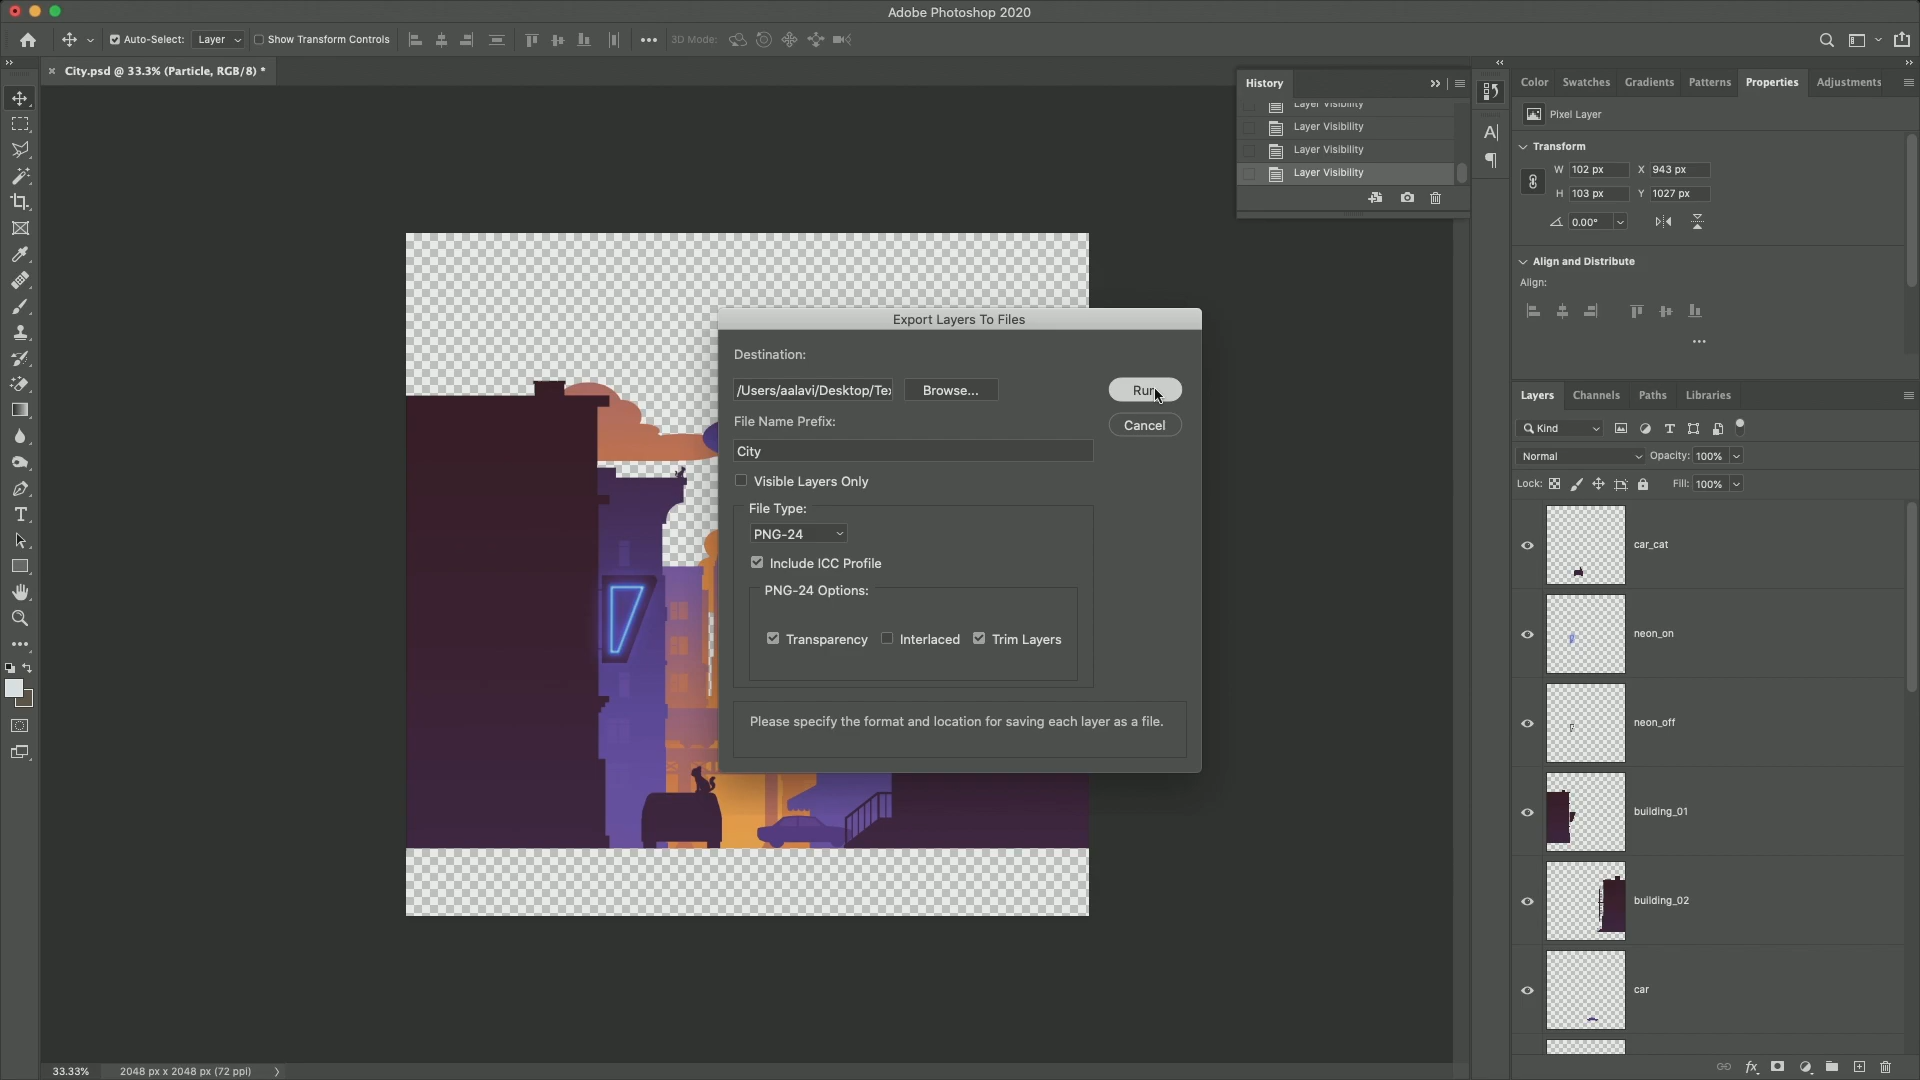 Adobe Photoshop 2020
Auto-Select: Layer Show Transform Controls 3D Mode:
City.psd @ 33.3% (Particle, RGB/8) *
History
Layer Visibility
Layer Visibility
Layer Visibility
Layer Visibility
Color Swatches Gradients Patterns Properties Adjustments
Pixel Layer
Transform
W 102 px X 943 px
H 103 px Y 1027 px
0.00°
Align and Distribute
Align:
Export Layers To Files
Destination:
/Users/aalavi/Desktop/Tex Browse... Run
File Name Prefix:
Cancel
City
Visible Layers Only
File Type:
PNG-24
Include ICC Profile
PNG-24 Options:
Transparency Interlaced Trim Layers
Please specify the format and location for saving each layer as a file.
Layers Channels Paths Libraries
Kind
Normal Opacity: 100%
Lock: Fill: 100%
car_cat
neon_on
neon_off
building_01
building_02
car
33.33% 2048 px x 2048 px (72 ppi)